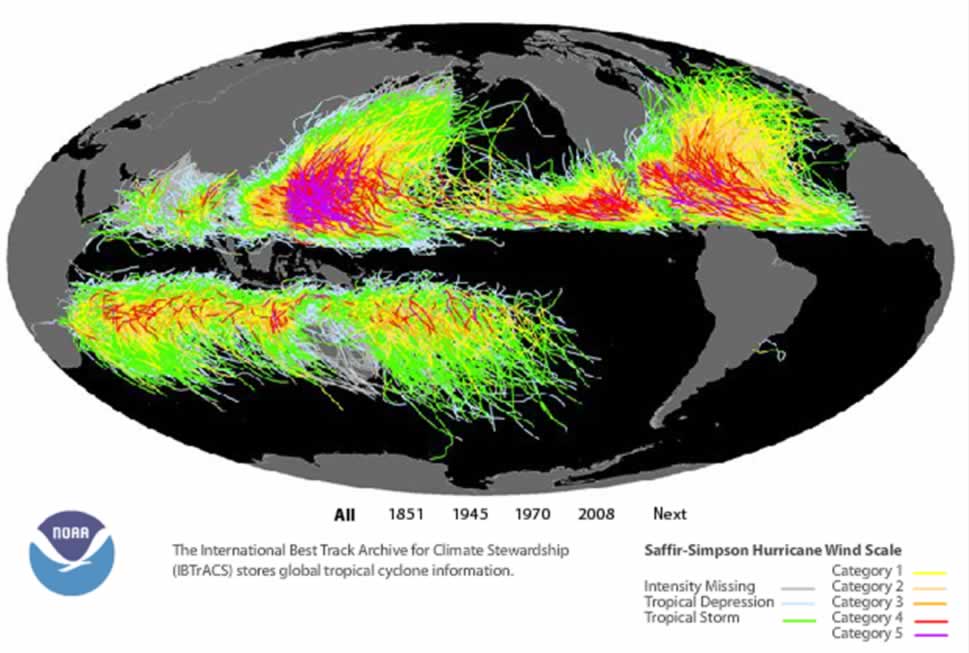 All 1851 1945 1970 2008 Next
NOAA
The International Best Track Archive for Climate Stewardship
(IBTrACS) stores global tropical cyclone information.
Saffir-Simpson Hurricane Wind Scale
Intensity Missing
Tropical Depression
Tropical Storm
Category 1
Category 2
Category 3
Category 4
Category 5